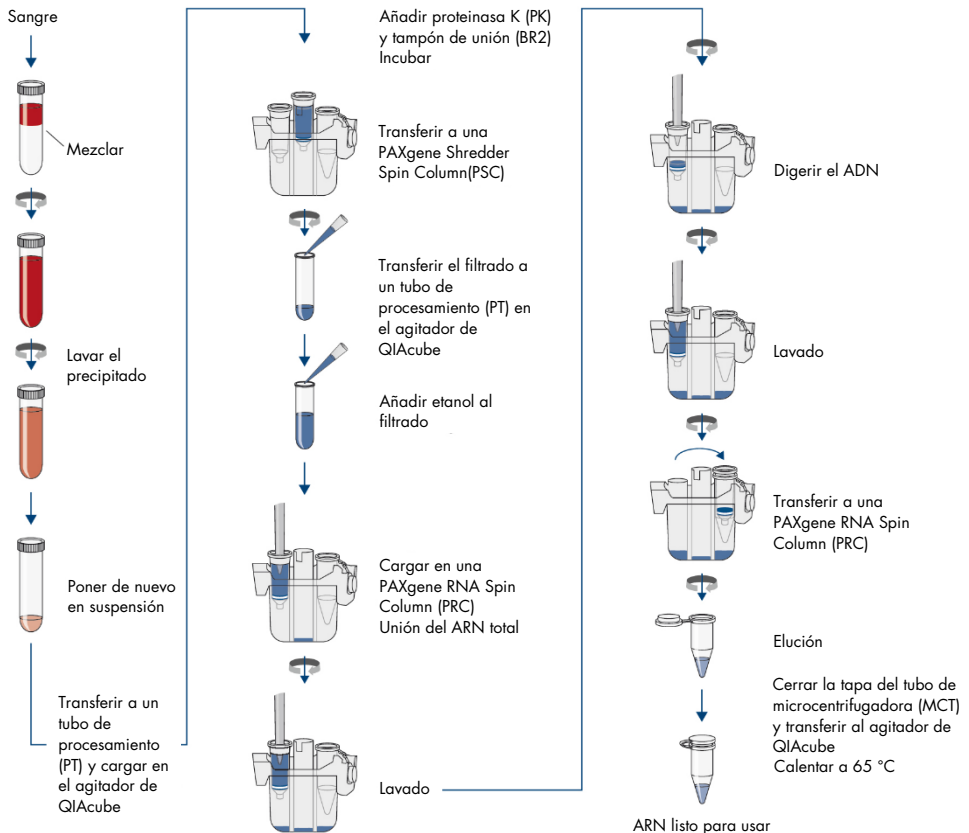 Sangre
Mezclar
Lavar el
precipitado
Poner de nuevo
en suspensión
Transferir a un
tubo de
procesamiento
(PT) y cargar en
el agitador de
QIAcube
Añadir proteinasa K (PK)
y tampón de unión (BR2)
Incubar
Transferir a una
PAXgene Shredder
Spin Column(PSC)
Transferir el filtrado a
un tubo de
procesamiento (PT) en
el agitador de
QIAcube
Añadir etanol al
filtrado
Cargar en una
PAXgene RNA Spin
Column (PRC)
Unión del ARN total
Lavado
Digerir el ADN
Lavado
Transferir a una
PAXgene RNA Spin
Column (PRC)
Elución
Cerrar la tapa del tubo de
microcentrifugadora (MCT)
y transferir al agitador de
QIAcube
Calentar a 65 °C
ARN listo para usar